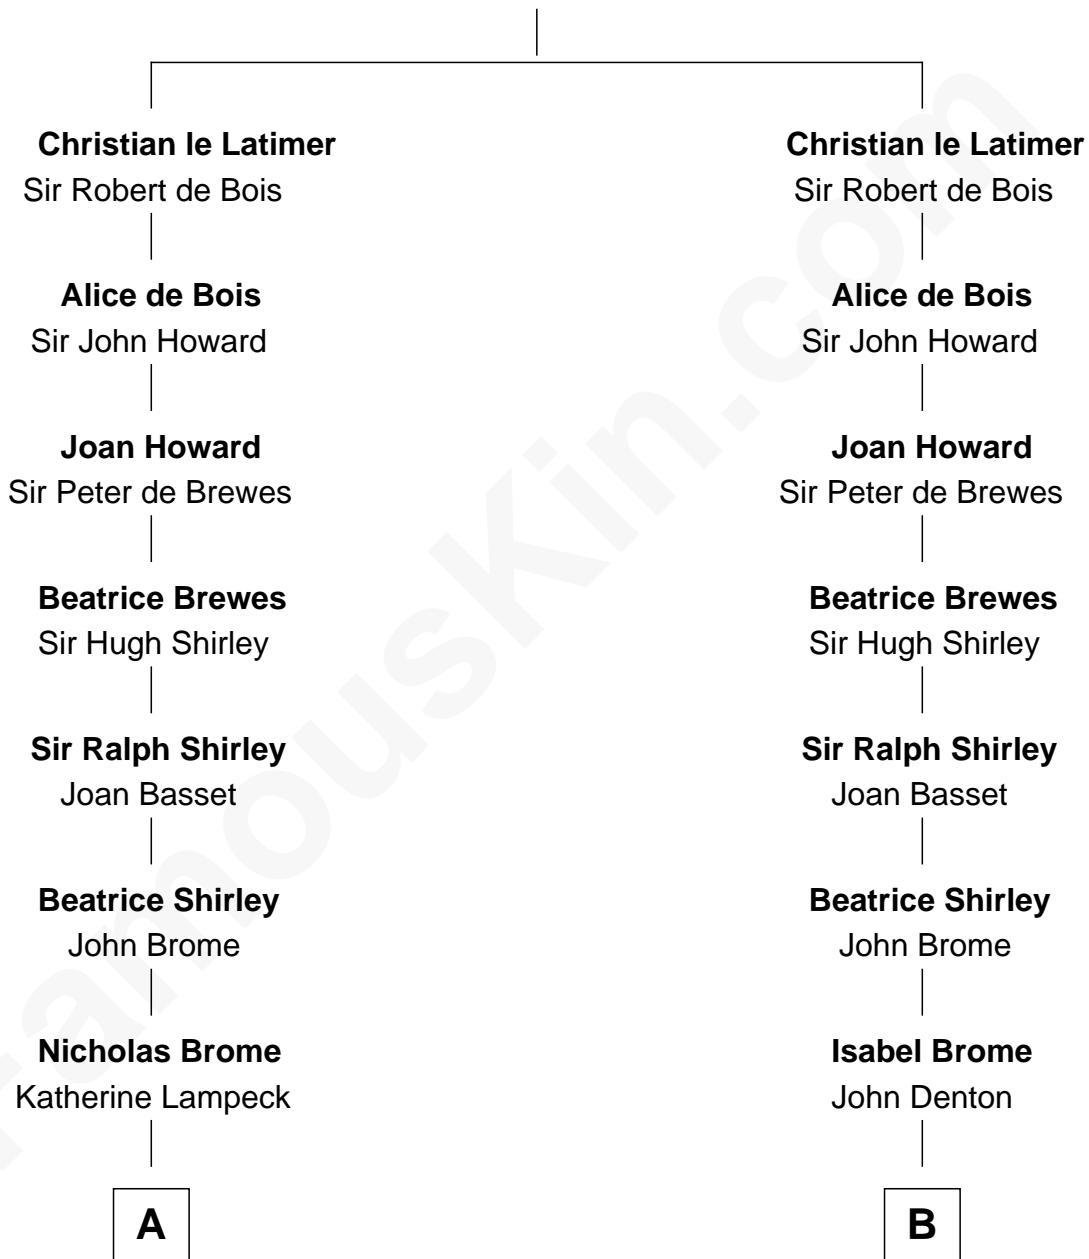 Christian le Latimer
Sir Robert de Bois
Alice de Bois
Sir John Howard
Joan Howard
Sir Peter de Brewes
Beatrice Brewes
Sir Hugh Shirley
Sir Ralph Shirley
Joan Basset
Beatrice Shirley
John Brome
Nicholas Brome
Katherine Lampeck
A
Christian le Latimer
Sir Robert de Bois
Alice de Bois
Sir John Howard
Joan Howard
Sir Peter de Brewes
Beatrice Brewes
Sir Hugh Shirley
Sir Ralph Shirley
Joan Basset
Beatrice Shirley
John Brome
Isabel Brome
John Denton
B
FamousKin.com